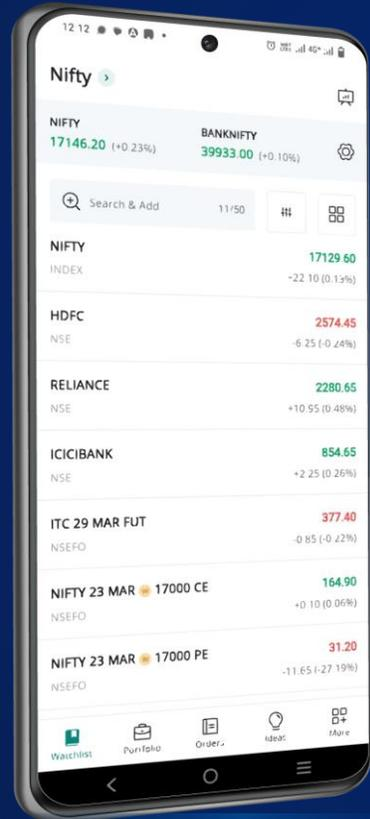 12 12
4G+
Nifty
NIFTY
17146.20 (+0.23%)
BANKNIFTY
39933.00 (+0.10%)
Search & Add 11/50
NIFTY 17129.60
INDEX +22.10 (0.13%)
HDFC 2574.45
NSE -6.25 (-0.24%)
RELIANCE 2280.65
NSE +10.95 (0.48%)
ICICIBANK 854.65
NSE +2.25 (0.26%)
ITC 29 MAR FUT 377.40
NSEFO -0.85 (-0.22%)
NIFTY 23 MAR W 17000 CE 164.90
NSEFO +0.10 (0.06%)
NIFTY 23 MAR W 17000 PE 31.20
NSEFO -11.65 (-27.19%)
Watchlist Portfolio Orders Ideas More